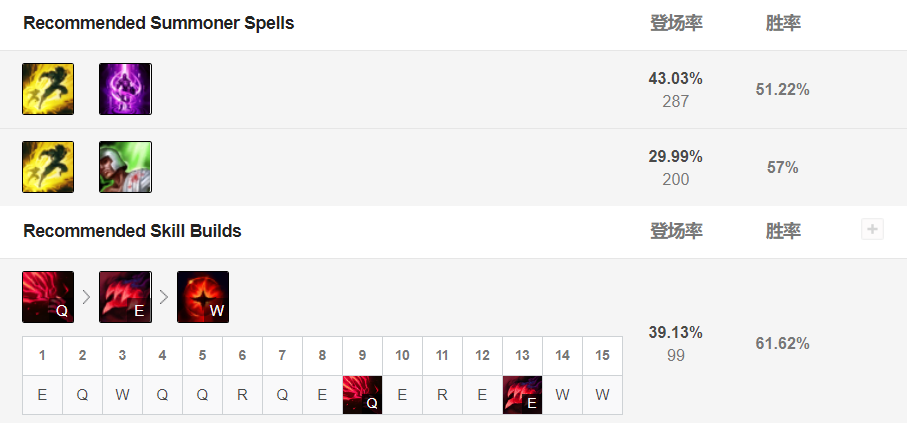 Recommended Summoner Spells 登场率 胜率
43.03%
287
51.22%
29.99%
200
57%
Recommended Skill Builds 登场率 胜率 +
Q > E > W
1 2 3 4 5 6 7 8 9 10 11 12 13 14 15
E Q W Q Q R Q E Q E R E E W W
39.13%
99
61.62%